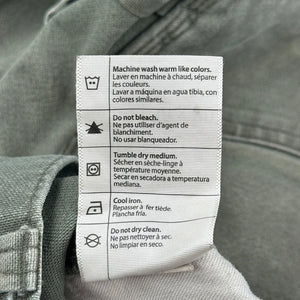 Machine wash warm like colors.
Laver en machine à chaud, séparer
les couleurs.
Lavar a máquina en agua tibia, con
colores similares.
Do not bleach.
Ne pas utiliser d'agent de
blanchiment.
No usar blanqueador.
Tumble dry medium.
Sécher en sèche-linge à
température moyenne.
Secar en secadora a temperatura
mediana.
Cool iron.
Repasser à fer tiède.
Plancha fría.
Do not dry clean.
Ne pas nettoyer à sec.
No limpiar en seco.